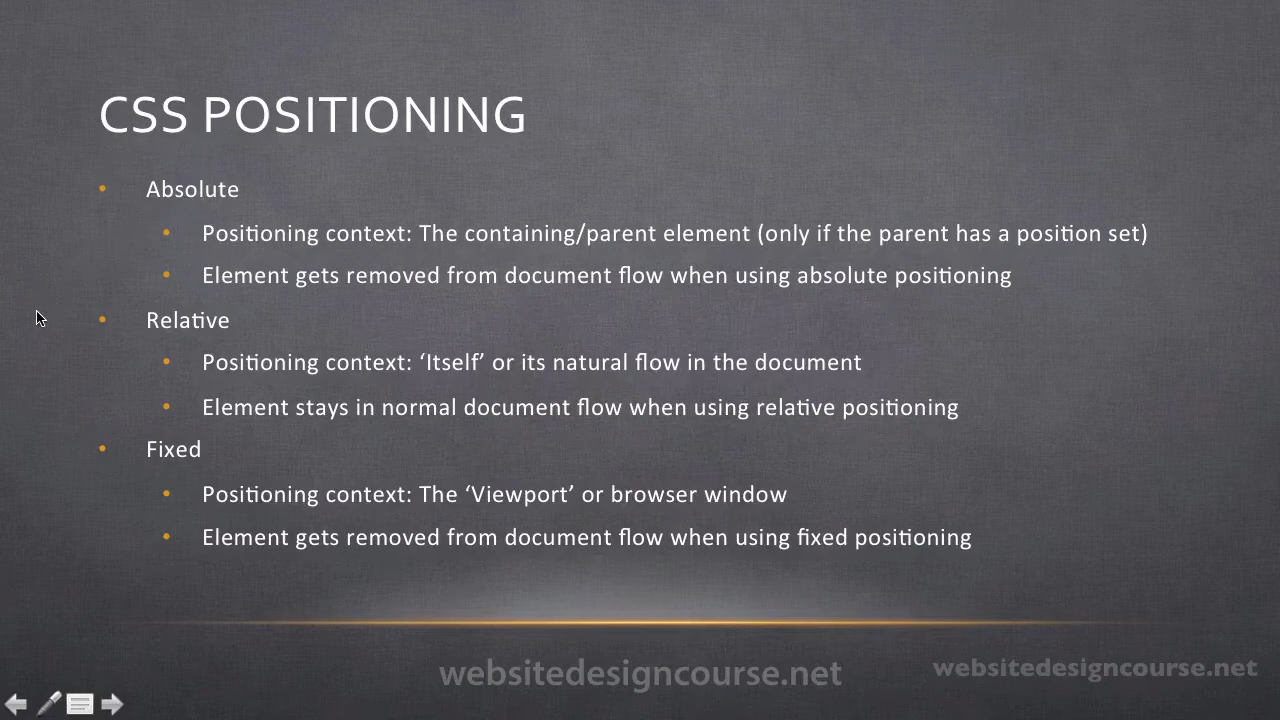 CSS POSITIONING
• Absolute
• Positioning context: The containing/parent element (only if the parent has a position set)
• Element gets removed from document flow when using absolute positioning
• Relative
• Positioning context: ‘Itself’ or its natural flow in the document
• Element stays in normal document flow when using relative positioning
• Fixed
• Positioning context: The ‘Viewport’ or browser window
• Element gets removed from document flow when using fixed positioning
websitedesigncourse.net
websitedesigncourse.net